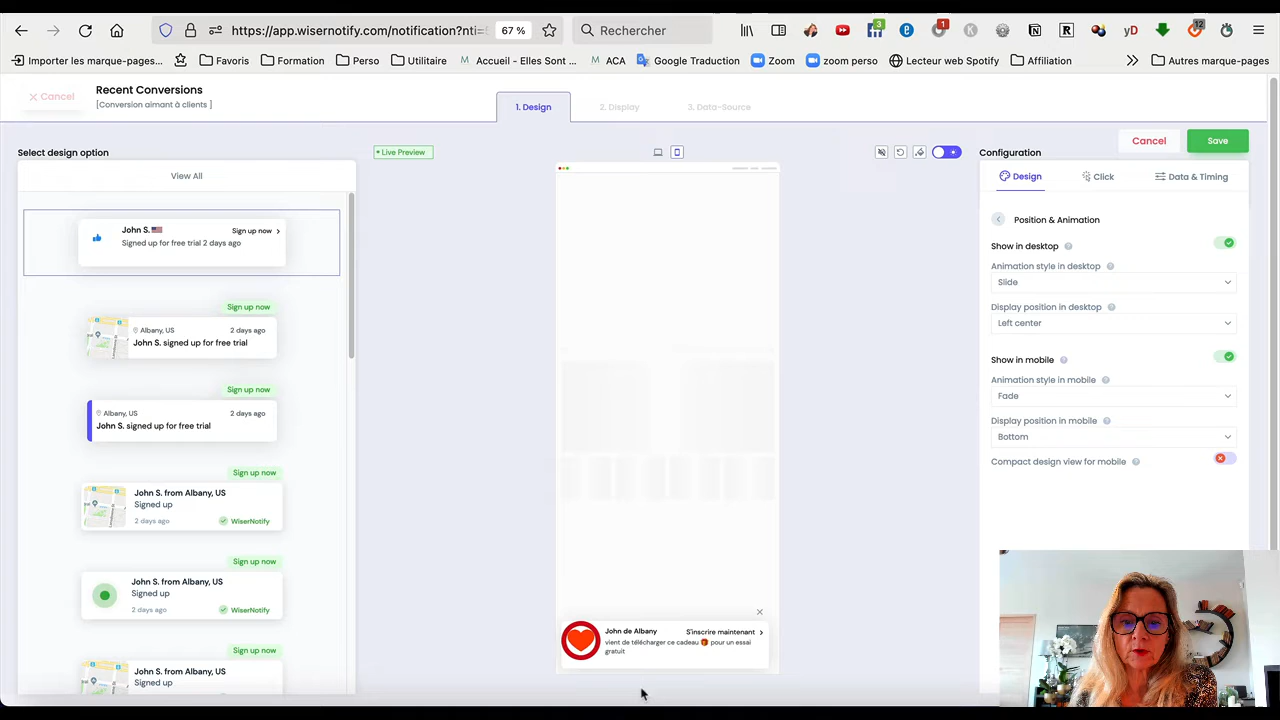 https://app.wisernotify.com/notification?nti=
67 %
Rechercher
3
1
12
Importer les marque-pages...
Favoris
Formation
Perso
Utilitaire
Accueil - Elles Sont ...
ACA
Google Traduction
Zoom
zoom perso
Lecteur web Spotify
Affiliation
Autres marque-pages
Cancel
Recent Conversions
[Conversion aimant à clients ]
1. Design
2. Display
3. Data-Source
Cancel
Save
Select design option
Live Preview
Configuration
View All
Design
Click
Data & Timing
John S.
Sign up now
Signed up for free trial 2 days ago
Position & Animation
Show in desktop
Animation style in desktop
Slide
Display position in desktop
Left center
Show in mobile
Animation style in mobile
Fade
Display position in mobile
Bottom
Compact design view for mobile
Sign up now
Albany, US
2 days ago
John S. signed up for free trial
Sign up now
Albany, US
2 days ago
John S. signed up for free trial
Sign up now
John S. from Albany, US
Signed up
2 days ago
WiserNotify
Sign up now
John S. from Albany, US
Signed up
2 days ago
WiserNotify
Sign up now
John S. from Albany, US
Signed up
John de Albany
S'inscrire maintenant
vient de télécharger ce cadeau 🎁 pour un essai
gratuit